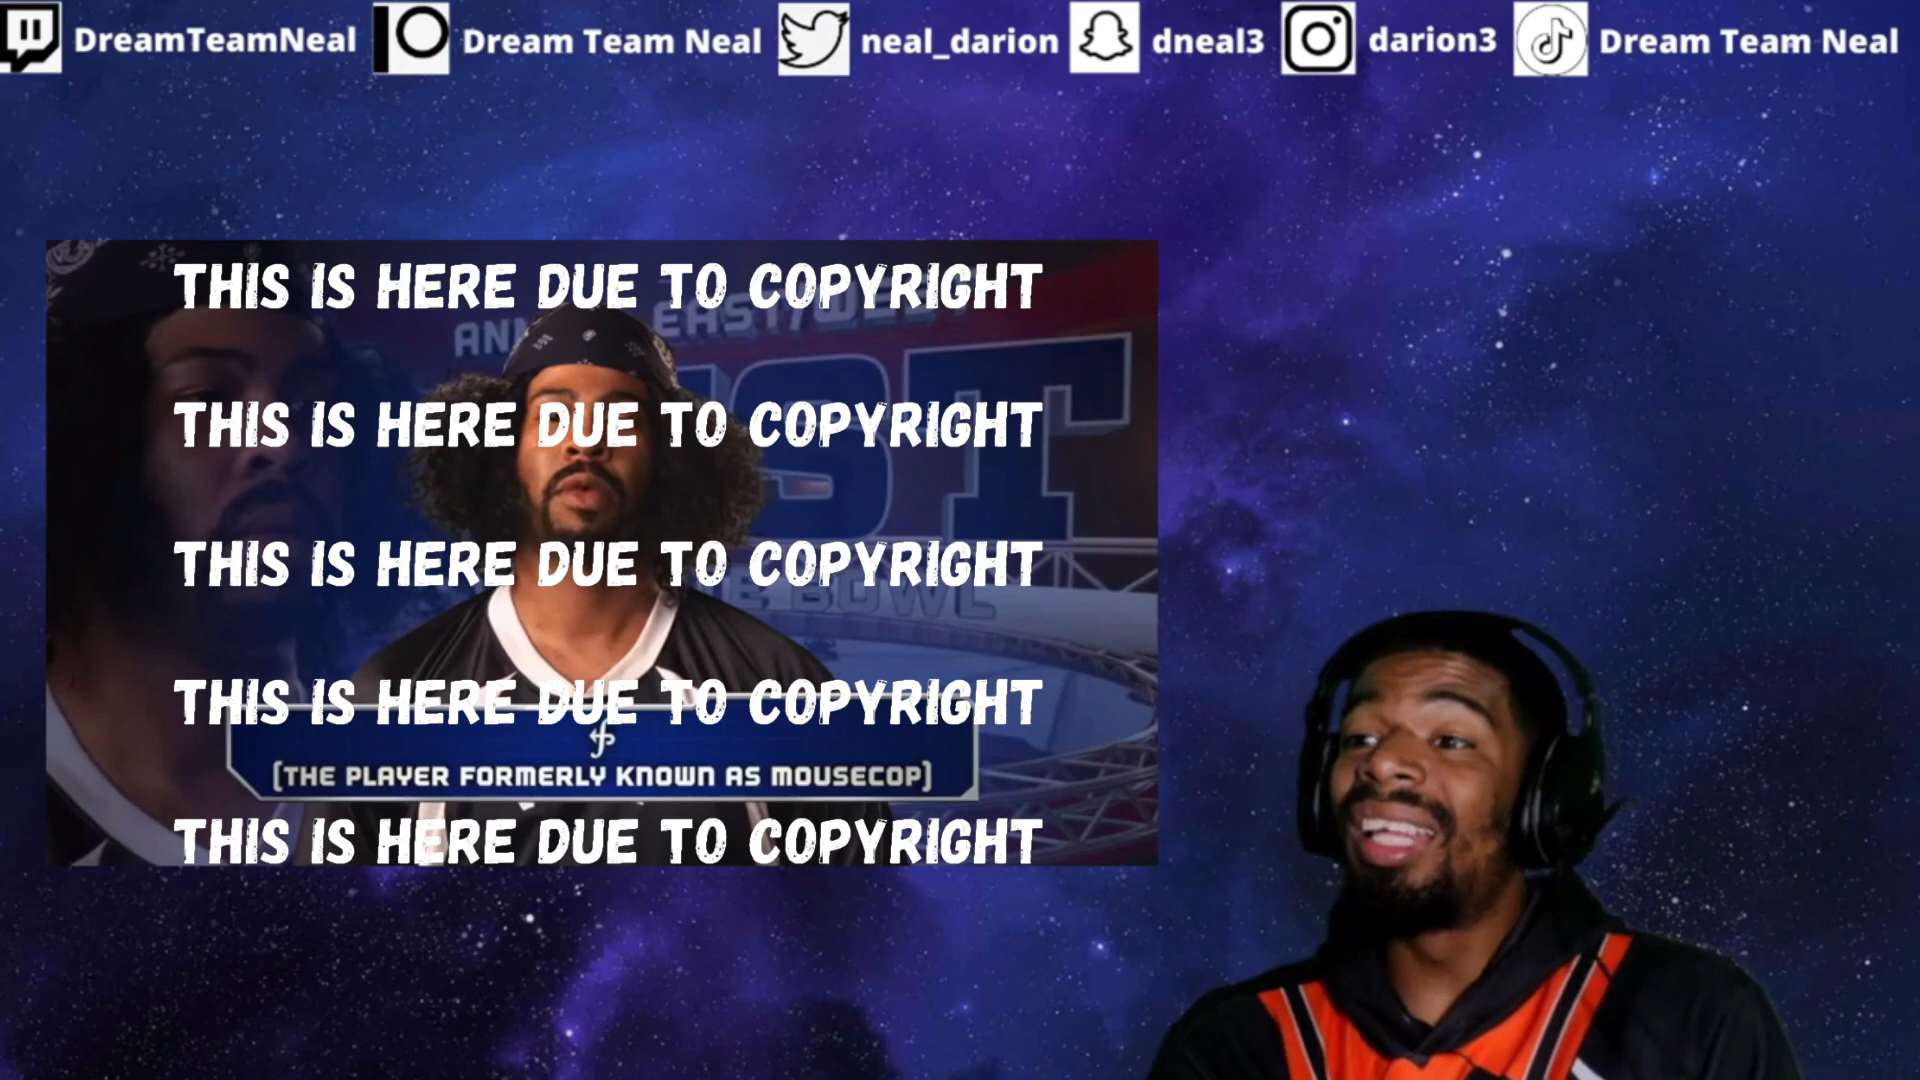 DreamTeamNeal Dream Team Neal neal_darion dneal3 darion3 Dream Team Neal
THIS IS HERE DUE TO COPYRIGHT
THIS IS HERE DUE TO COPYRIGHT
THIS IS HERE DUE TO COPYRIGHT
BOWL
THIS IS HERE DUE TO COPYRIGHT
(THE PLAYER FORMERLY KNOWN AS MOUSECOP)
THIS IS HERE DUE TO COPYRIGHT